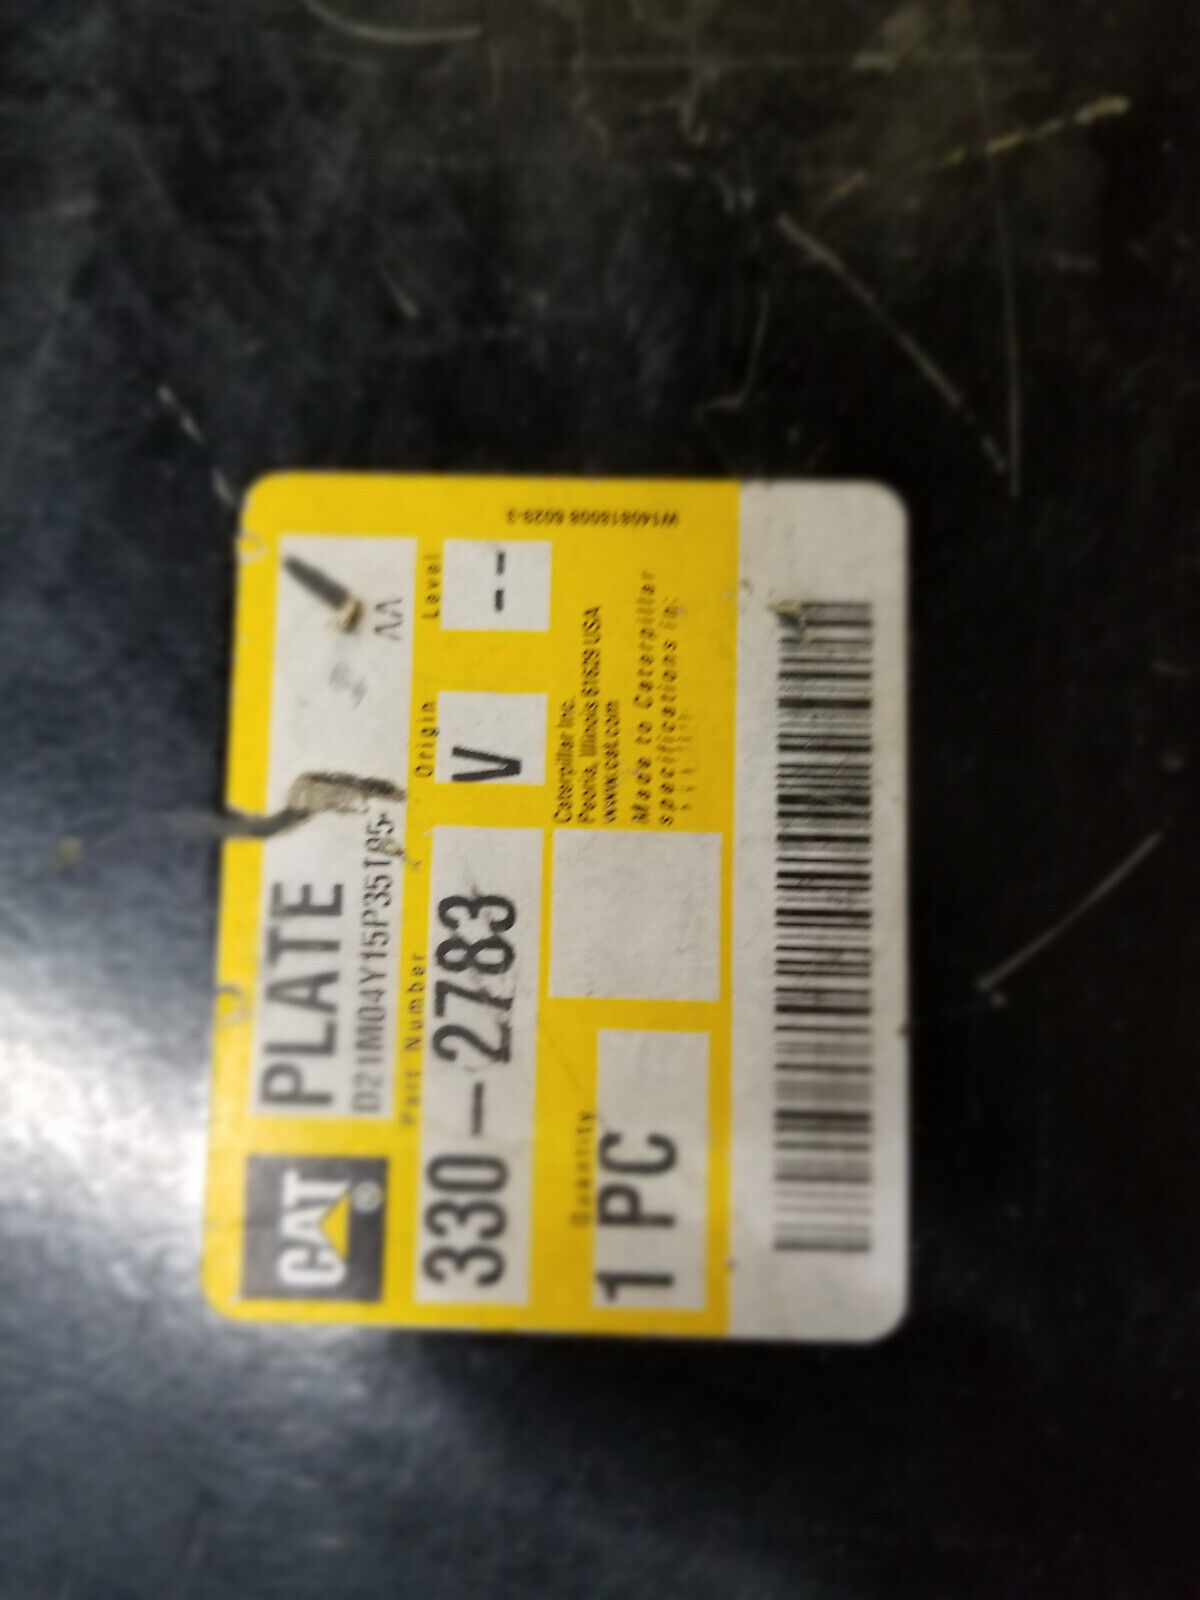 CAT®
PLATE
D21M04Y15P35I85
AA
Part Number
Origin
Level
330-2783
V
--
Quantity
1 PC
Caterpillar Inc.
Peoria, Illinois 61629 USA
www.cat.com
Made to Caterpillar
specifications in: